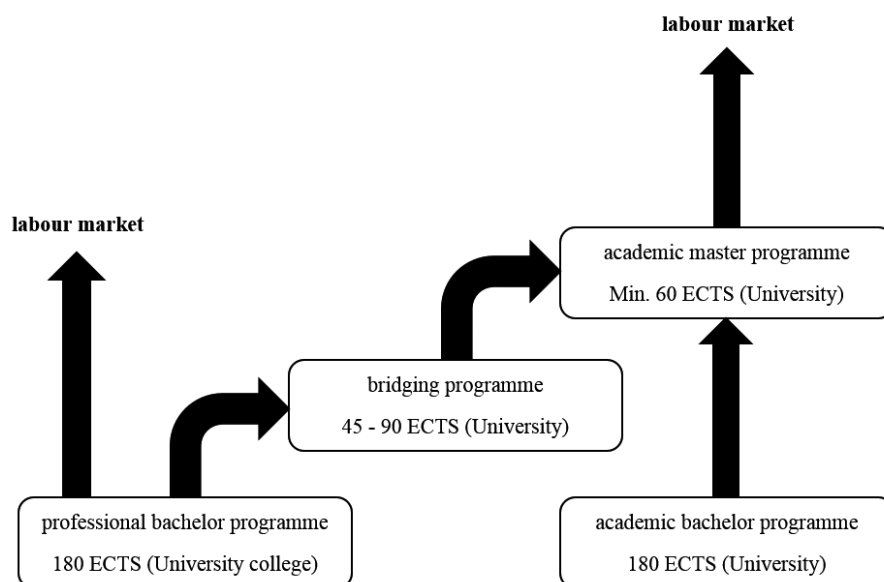 labour market
labour market
academic master programme
Min. 60 ECTS (University)
bridging programme
45 - 90 ECTS (University)
professional bachelor programme
180 ECTS (University college)
academic bachelor programme
180 ECTS (University)